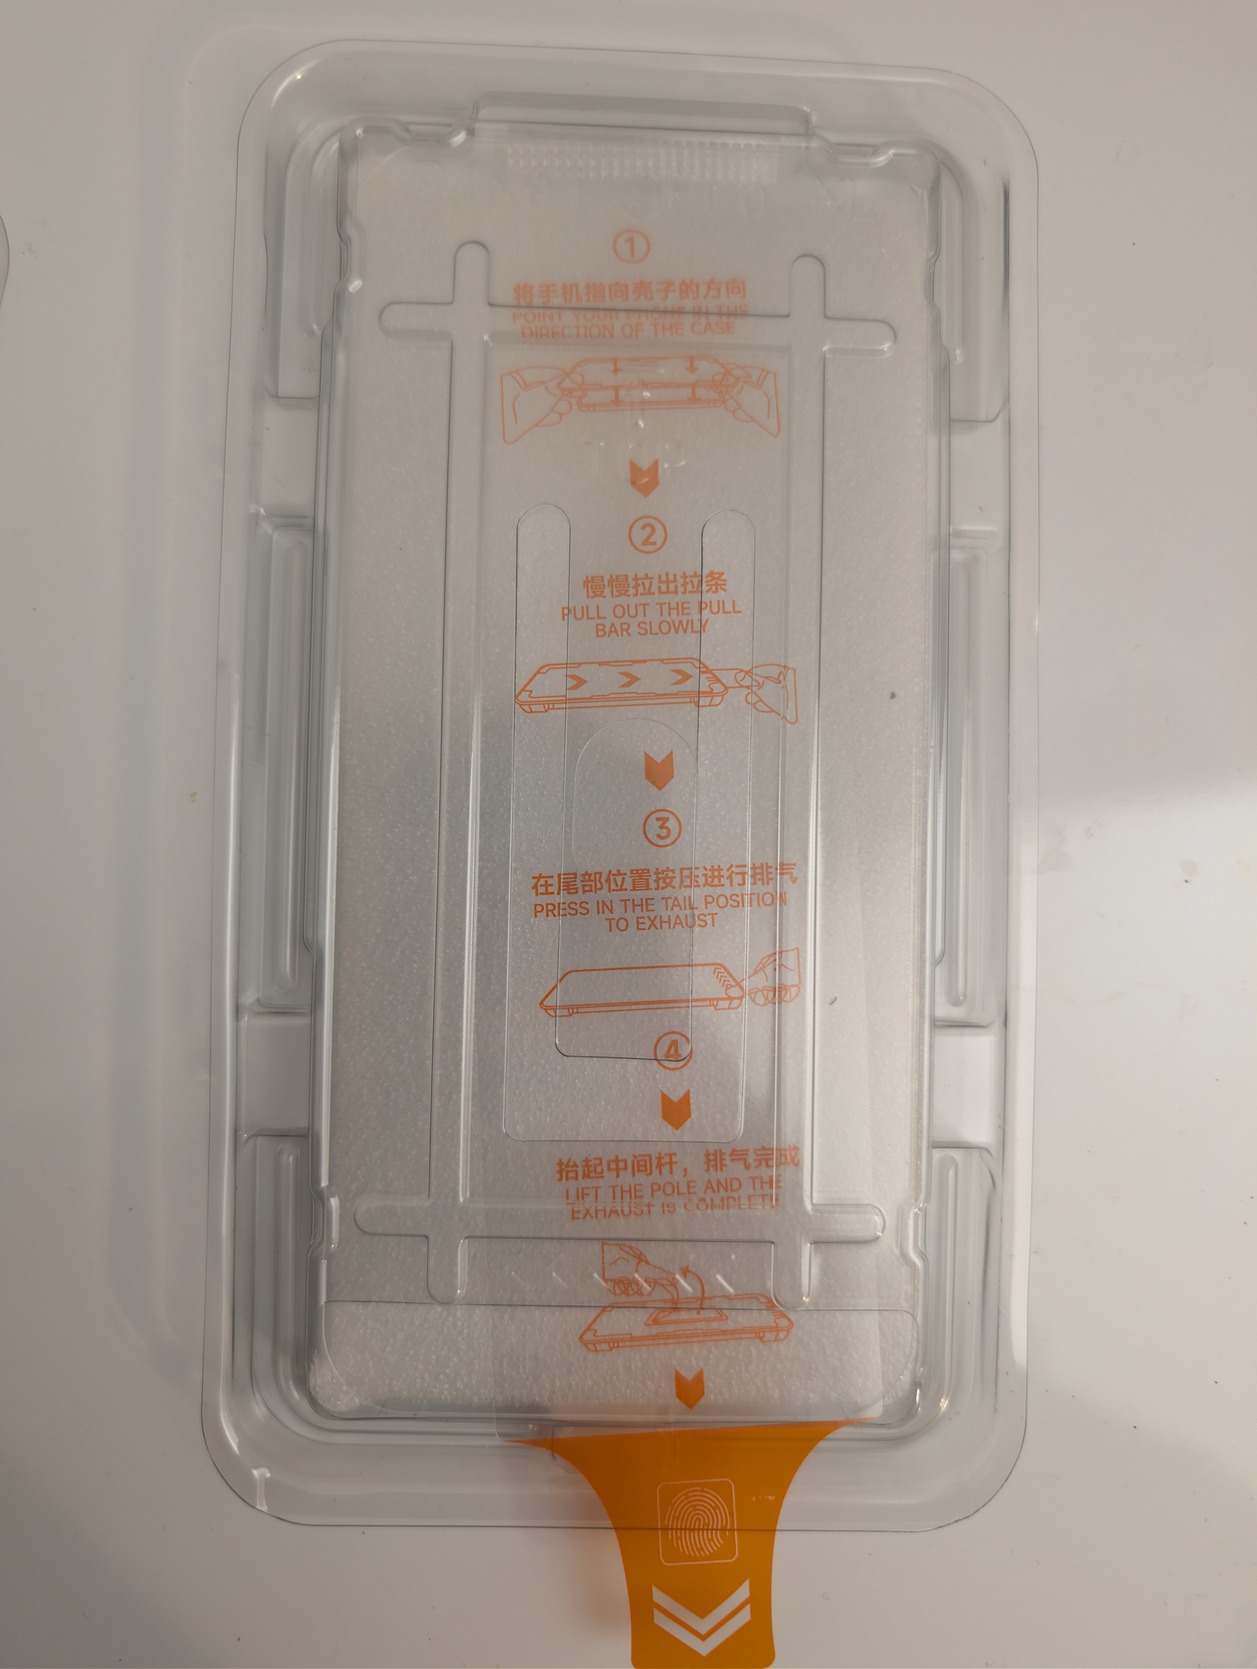 ①
将手机指向壳子的方向
POINT YOUR PHONE IN THE
DIRECTION OF THE CASE
TOP
②
慢慢拉出拉条
PULL OUT THE PULL
BAR SLOWLY
③
在尾部位置按压进行排气
PRESS IN THE TAIL POSITION
TO EXHAUST
④
抬起中间杆，排气完成
LIFT THE POLE AND THE
EXHAUST IS COMPLETE